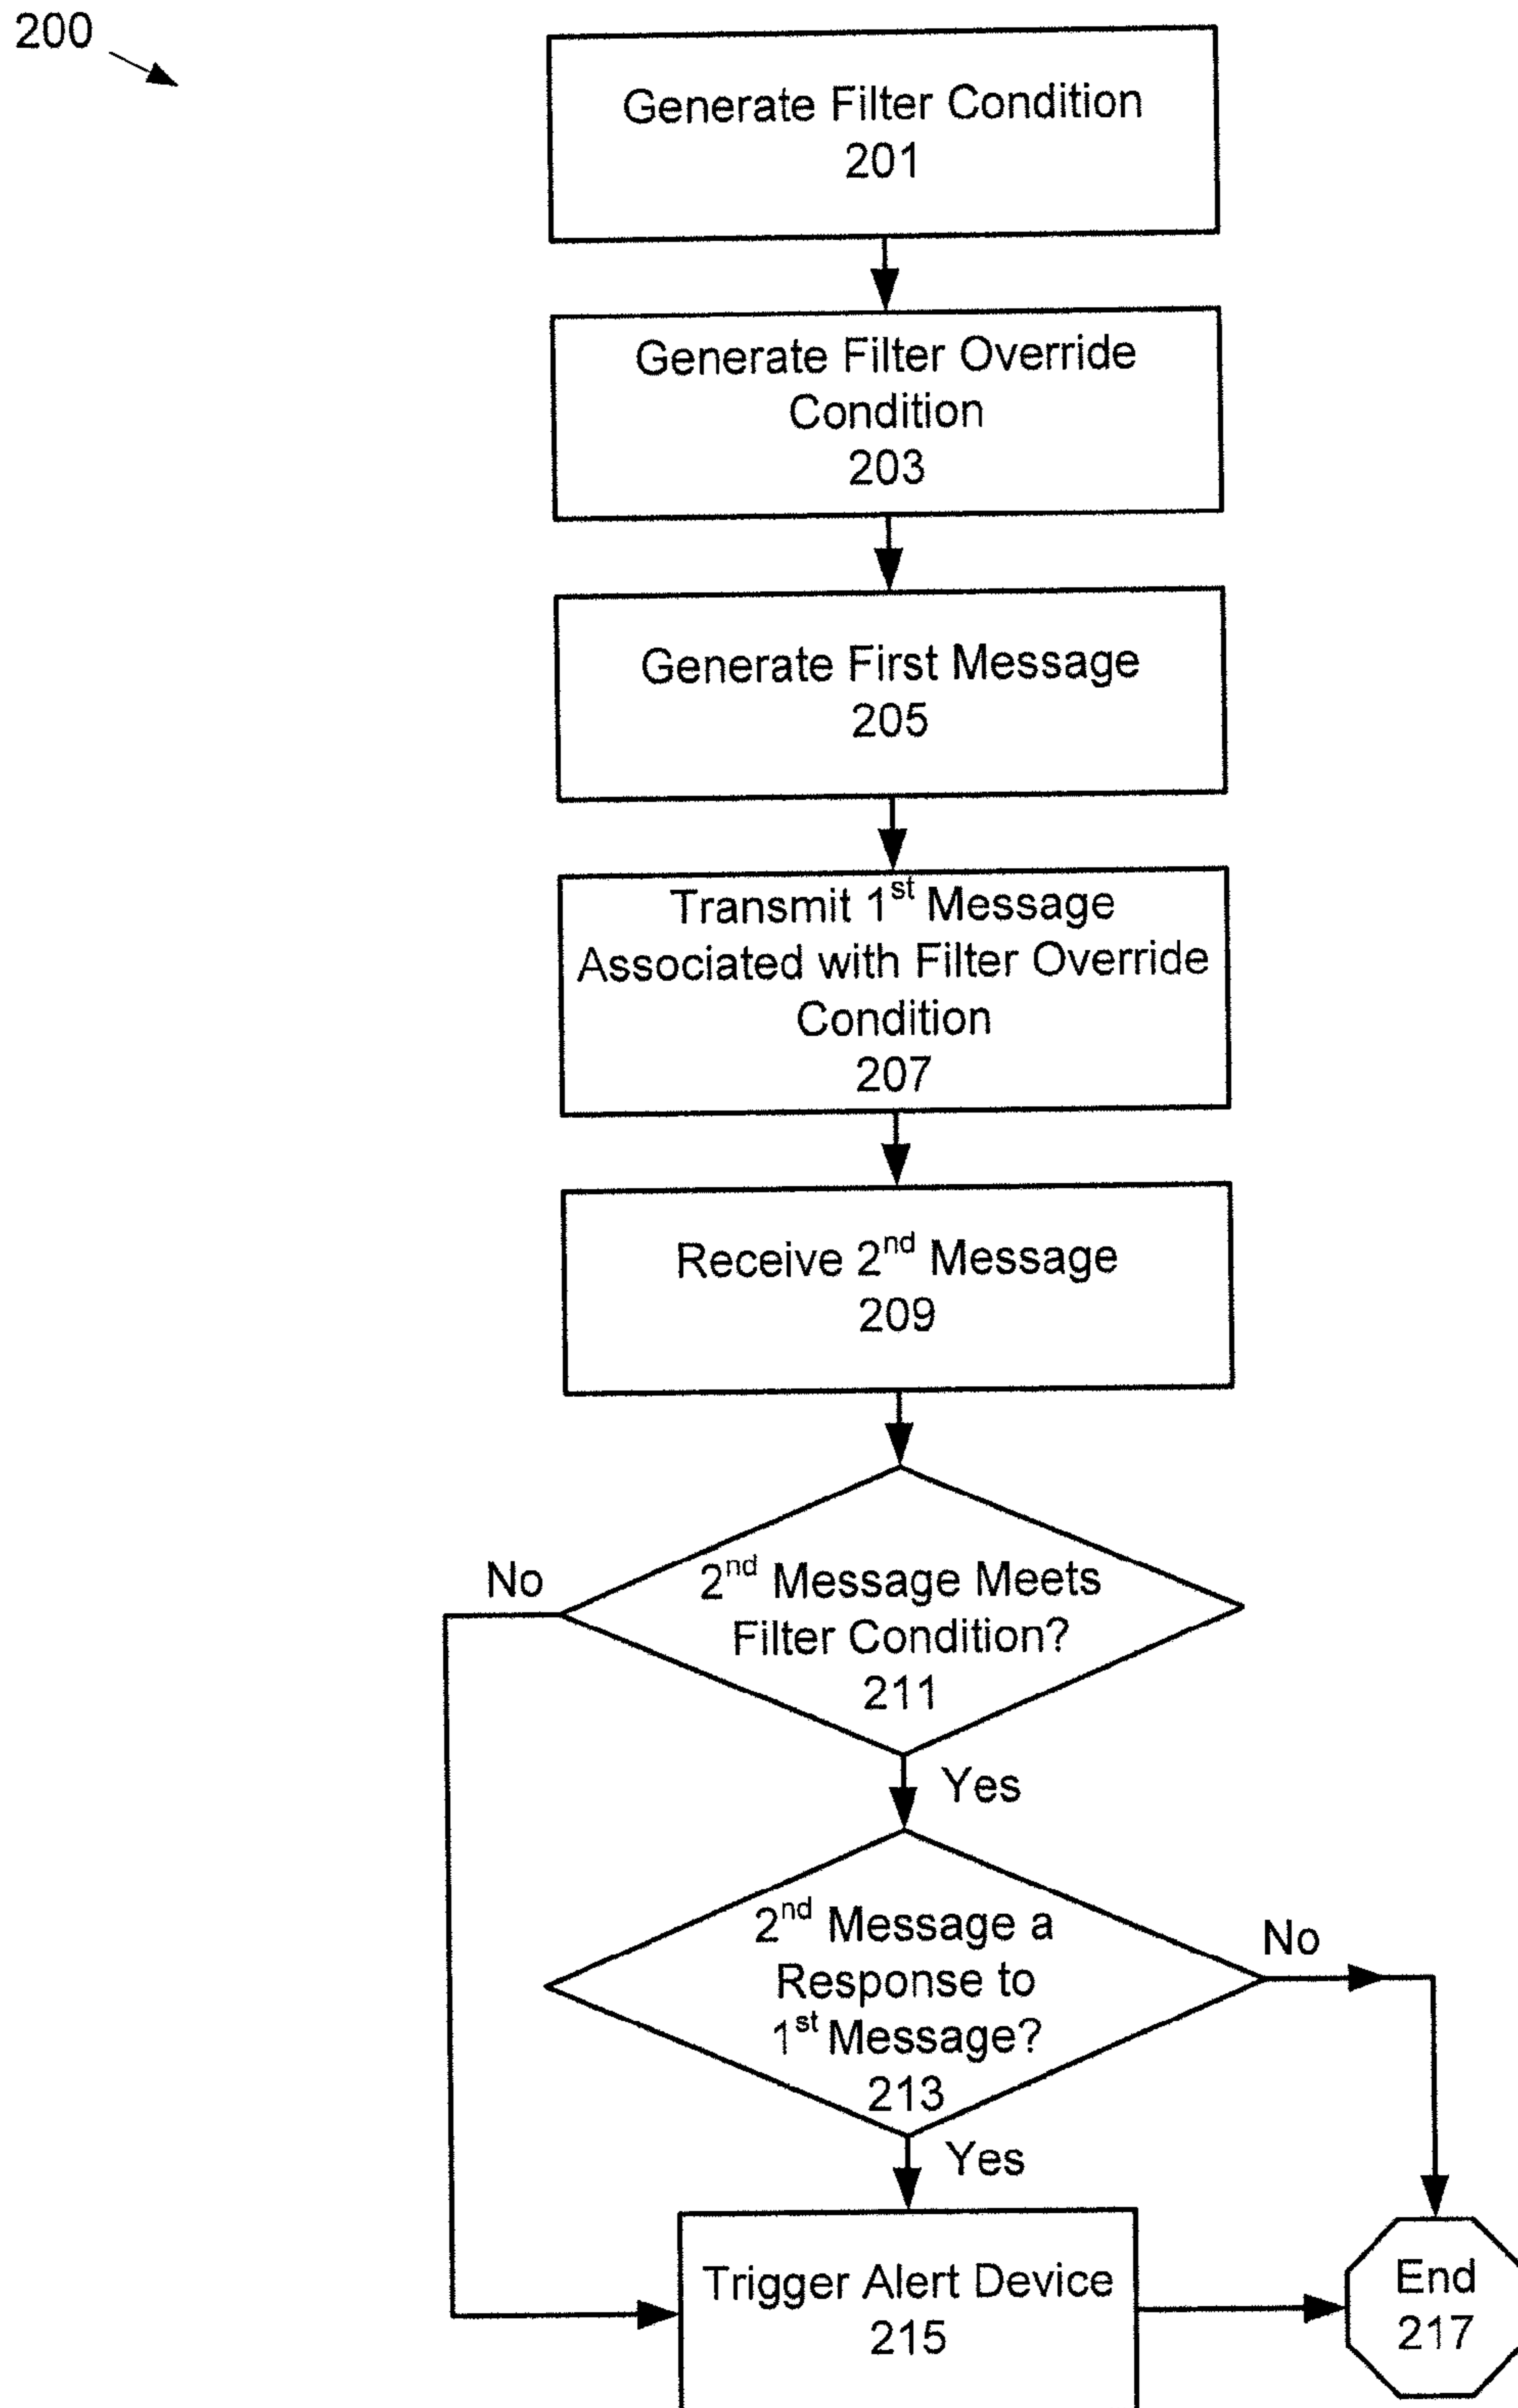 200
Generate Filter Condition
201
Generate Filter Override
Condition
203
Generate First Message
205
Transmit 1st Message
Associated with Filter Override
Condition
207
Receive 2nd Message
209
No
2nd Message Meets
Filter Condition?
211
Yes
2nd Message a
Response to
1st Message?
213
No
Yes
Trigger Alert Device
215
End
217